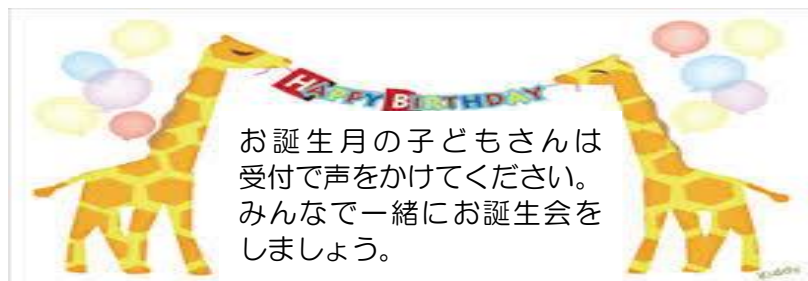 HAPPY BIRTHDAY
お誕生月の子どもさんは
受付で声をかけてください。
みんなで一緒にお誕生会を
しましょう。